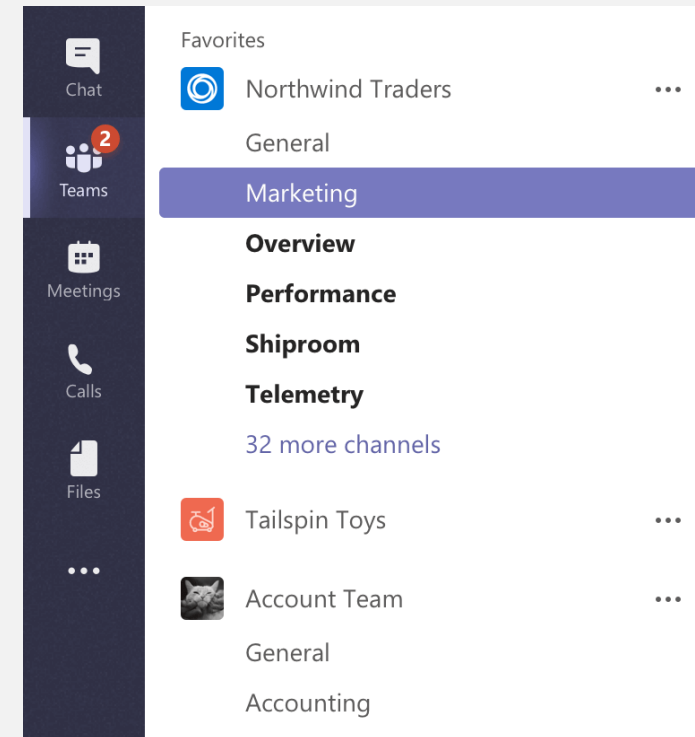 Chat
2
Teams
Meetings
Calls
Files
Favorites
Northwind Traders
General
Marketing
Overview
Performance
Shiproom
Telemetry
32 more channels
Tailspin Toys
Account Team
General
Accounting